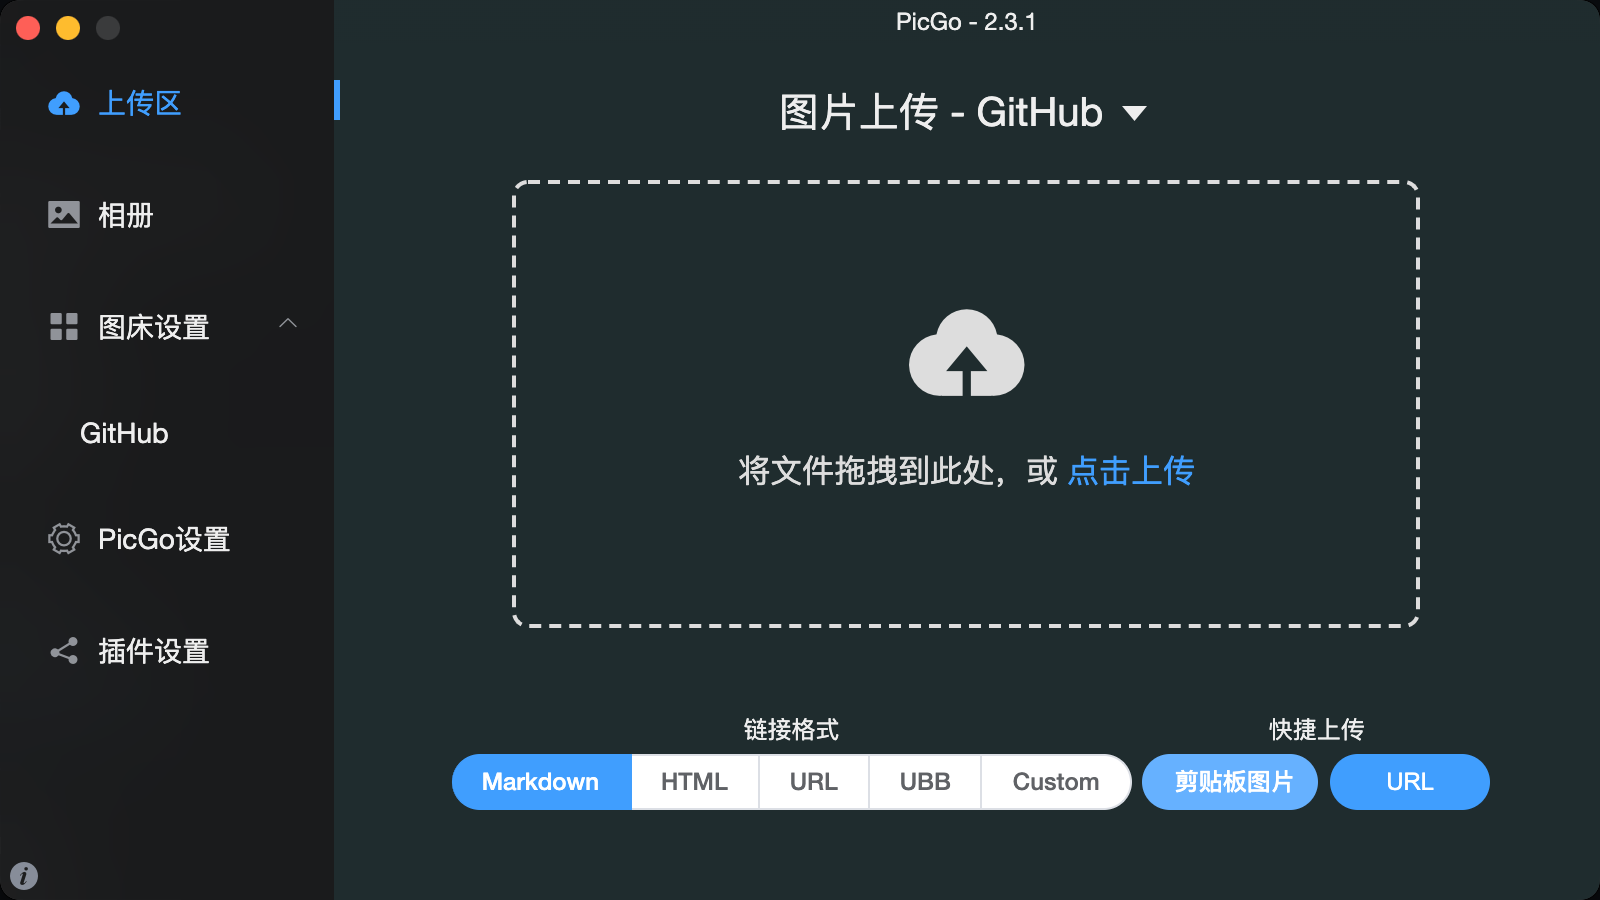 PicGo - 2.3.1
上传区
相册
图床设置
GitHub
PicGo设置
插件设置
图片上传 - GitHub
将文件拖拽到此处，或 点击上传
链接格式
Markdown HTML URL UBB Custom
快捷上传
剪贴板图片 URL
i